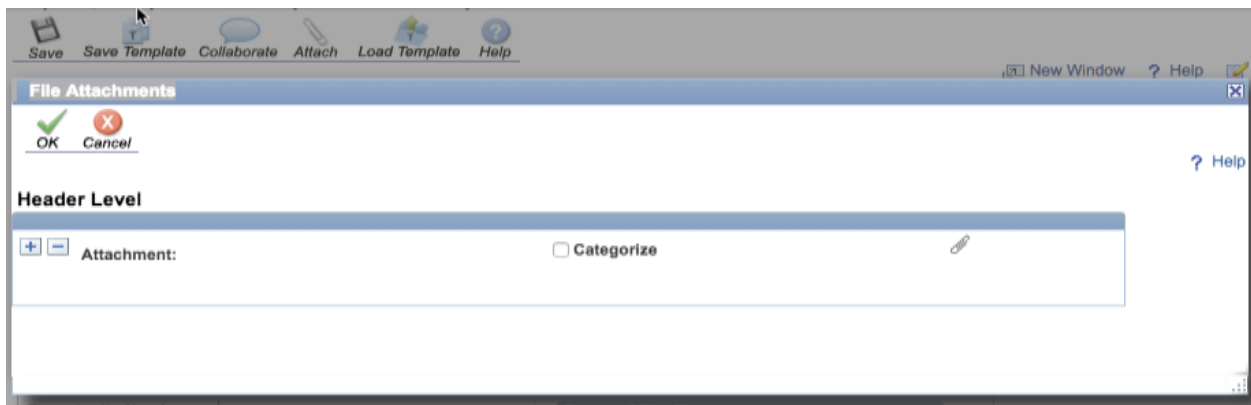 Save Save Template Collaborate Attach Load Template Help
New Window ? Help
File Attachments
OK Cancel
? Help
Header Level
Attachment: Categorize